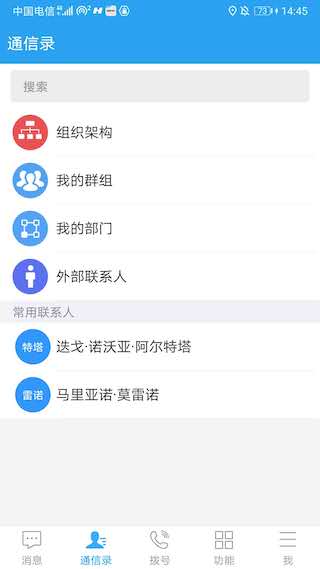 中国电信
73
14:45
通信录
搜索
组织架构
我的群组
我的部门
外部联系人
常用联系人
特塔
迭戈·诺沃亚·阿尔特塔
雷诺
马里亚诺·莫雷诺
消息
通信录
拨号
功能
我